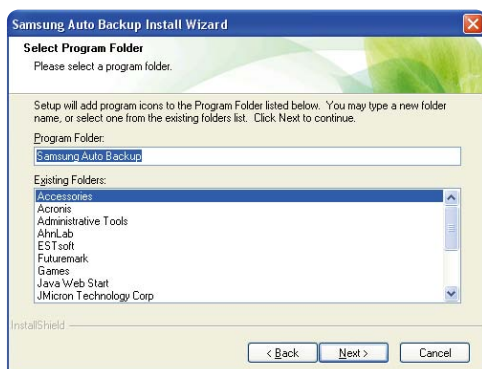 Samsung Auto Backup Install Wizard
Select Program Folder
Please select a program folder.
Setup will add program icons to the Program Folder listed below. You may type a new folder
name, or select one from the existing folders list. Click Next to continue.
Program Folder:
Samsung Auto Backup
Existing Folders:
Accessories
Acronis
Administrative Tools
AhnLab
ESTsoft
Futuremark
Games
Java Web Start
JMicron Technology Corp
InstallShield
< Back Next > Cancel